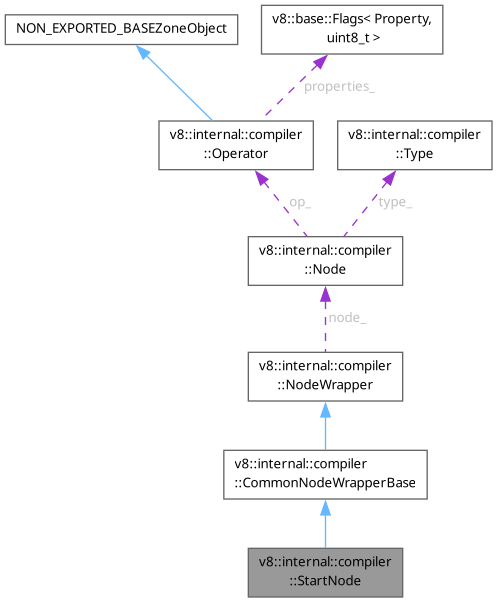 NON_EXPORTED_BASEZoneObject
v8::base::Flags< Property,
uint8_t >
properties_
v8::internal::compiler
::Operator
v8::internal::compiler
::Type
op_
type_
v8::internal::compiler
::Node
node_
v8::internal::compiler
::NodeWrapper
v8::internal::compiler
::CommonNodeWrapperBase
v8::internal::compiler
::StartNode